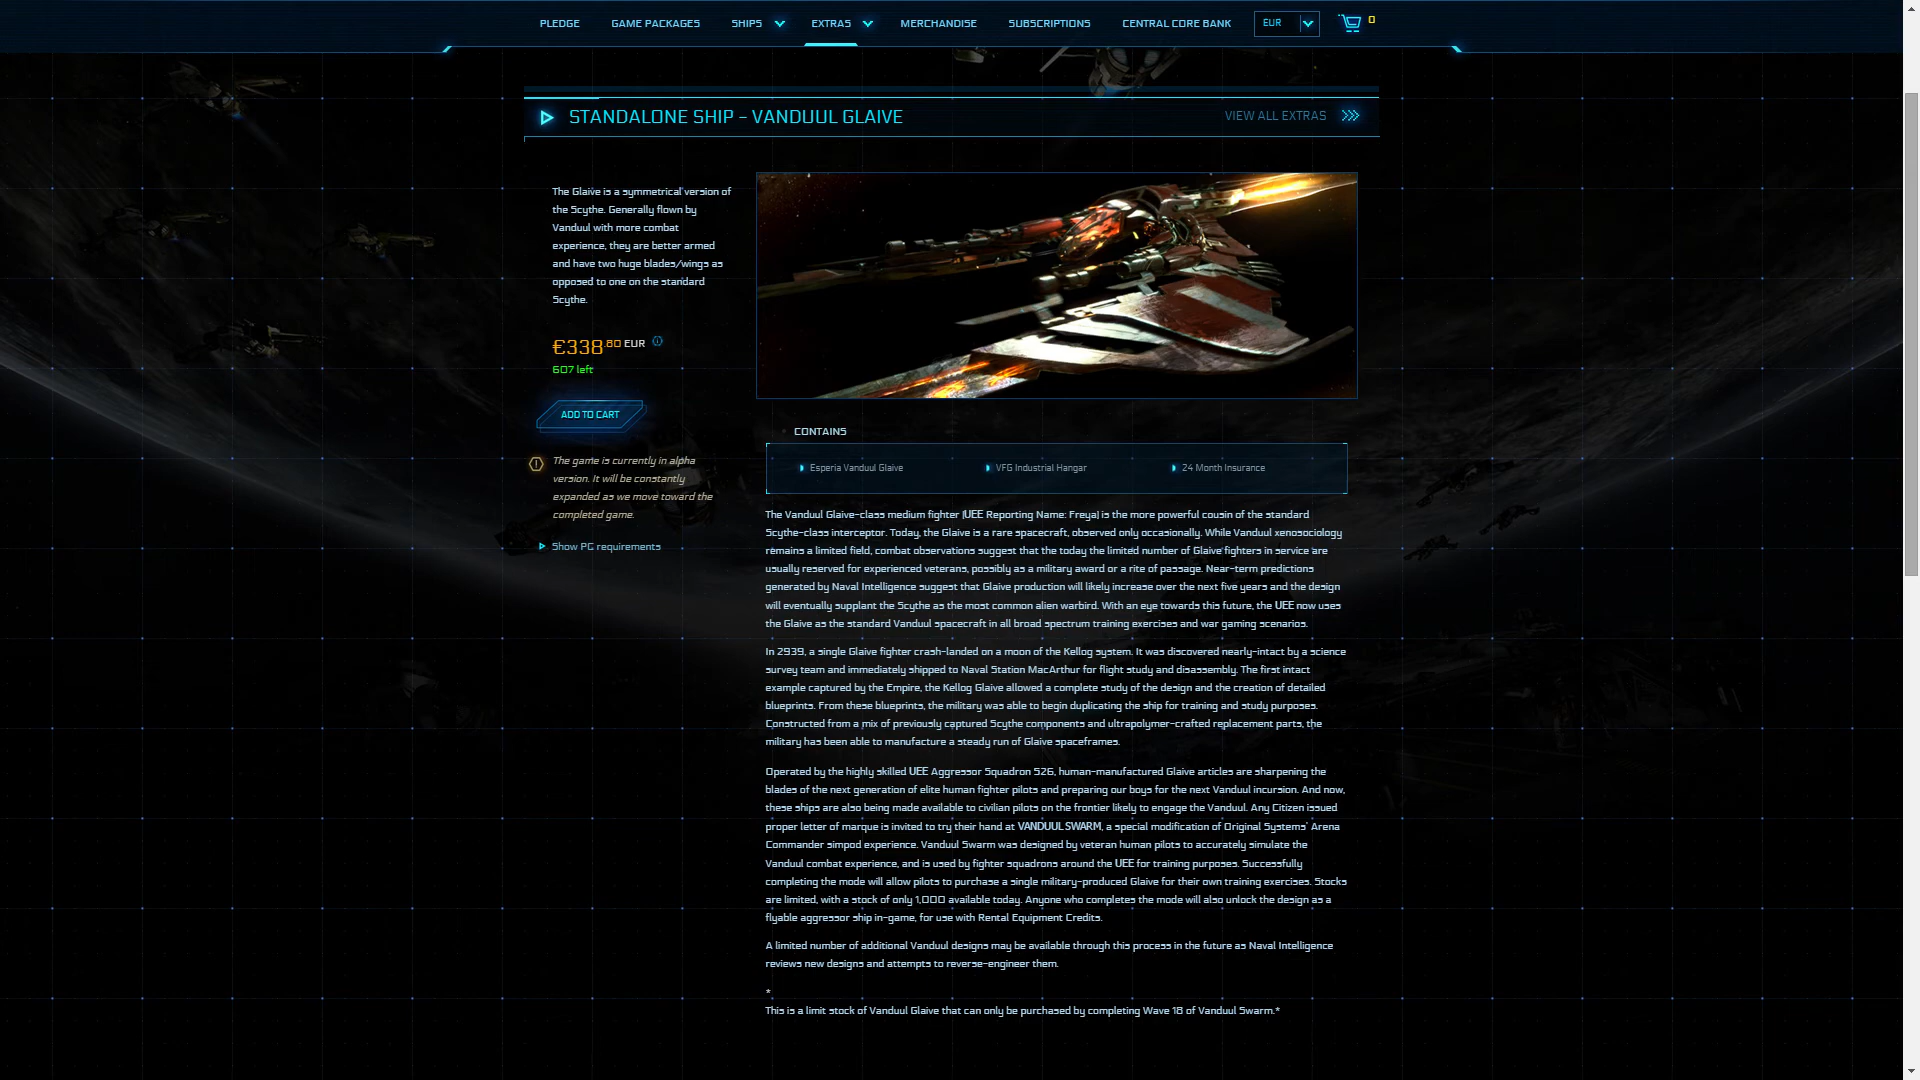 PLEDGE GAME PACKAGES SHIPS EXTRAS MERCHANDISE SUBSCRIPTIONS CENTRAL CORE BANK EUR 0
STANDALONE SHIP - VANDUUL GLAIVE
VIEW ALL EXTRAS
The Glaive is a symmetrical version of
the Scythe. Generally flown by
Vanduul with more combat
experience, they are better armed
and have two huge blades/wings as
opposed to one on the standard
Scythe.
€338.80 EUR
607 left
ADD TO CART
The game is currently in alpha
version. It will be constantly
expanded as we move toward the
completed game.
Show PC requirements
CONTAINS
Esperia Vanduul Glaive
VFG Industrial Hangar
24 Month Insurance
The Vanduul Glaive-class medium fighter (UEE Reporting Name: Freya) is the more powerful cousin of the standard
Scythe-class interceptor. Today, the Glaive is a rare spacecraft, observed only occasionally. While Vanduul xenosociology
remains a limited field, combat observations suggest that the today the limited number of Glaive fighters in service are
usually reserved for experienced veterans, possibly as a military award or a rite of passage. Near-term predictions
generated by Naval Intelligence suggest that Glaive production will likely increase over the next five years and the design
will eventually supplant the Scythe as the most common alien warbird. With an eye towards this future, the UEE now uses
the Glaive as the standard Vanduul spacecraft in all broad spectrum training exercises and war gaming scenarios.
In 2939, a single Glaive fighter crash-landed on a moon of the Kellog system. It was discovered nearly-intact by a science
survey team and immediately shipped to Naval Station MacArthur for flight study and disassembly. The first intact
example captured by the Empire, the Kellog Glaive allowed a complete study of the design and the creation of detailed
blueprints. From these blueprints, the military was able to begin duplicating the ship for training and study purposes.
Constructed from a mix of previously captured Scythe components and ultrapolymer-crafted replacement parts, the
military has been able to manufacture a steady run of Glaive spaceframes.
Operated by the highly skilled UEE Aggressor Squadron 526, human-manufactured Glaive articles are sharpening the
blades of the next generation of elite human fighter pilots and preparing our boys for the next Vanduul incursion. And now,
these ships are also being made available to civilian pilots on the frontier likely to engage the Vanduul. Any Citizen issued
proper letter of marque is invited to try their hand at VANDUUL SWARM, a special modification of Original Systems' Arena
Commander simpod experience. Vanduul Swarm was designed by veteran human pilots to accurately simulate the
Vanduul combat experience, and is used by fighter squadrons around the UEE for training purposes. Successfully
completing the mode will allow pilots to purchase a single military-produced Glaive for their own training exercises. Stocks
are limited, with a stock of only 1,000 available today. Anyone who completes the mode will also unlock the design as a
flyable aggressor ship in-game, for use with Rental Equipment Credits.
A limited number of additional Vanduul designs may be available through this process in the future as Naval Intelligence
reviews new designs and attempts to reverse-engineer them.
*
This is a limit stock of Vanduul Glaive that can only be purchased by completing Wave 18 of Vanduul Swarm.*